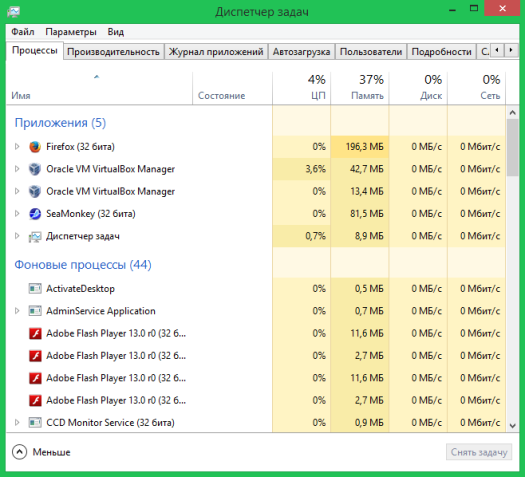 Диспетчер задач
Файл Параметры Вид
Процессы Производительность Журнал приложений Автозагрузка Пользователи Подробности С..
4% 37% 0% 0%
Имя Состояние ЦП Память Диск Сеть
Приложения (5)
Firefox (32 бита) 0% 196,3 МБ 0 МБ/с 0 Мбит/с
Oracle VM VirtualBox Manager 3,6% 42,7 МБ 0 МБ/с 0 Мбит/с
Oracle VM VirtualBox Manager 0% 13,4 МБ 0 МБ/с 0 Мбит/с
SeaMonkey (32 бита) 0% 81,5 МБ 0 МБ/с 0 Мбит/с
Диспетчер задач 0,7% 8,9 МБ 0 МБ/с 0 Мбит/с
Фоновые процессы (44)
ActivateDesktop 0% 0,5 МБ 0 МБ/с 0 Мбит/с
AdminService Application 0% 0,7 МБ 0 МБ/с 0 Мбит/с
Adobe Flash Player 13.0 r0 (32 б... 0% 11,6 МБ 0 МБ/с 0 Мбит/с
Adobe Flash Player 13.0 r0 (32 б... 0% 2,7 МБ 0 МБ/с 0 Мбит/с
Adobe Flash Player 13.0 r0 (32 б... 0% 11,6 МБ 0 МБ/с 0 Мбит/с
Adobe Flash Player 13.0 r0 (32 б... 0% 2,7 МБ 0 МБ/с 0 Мбит/с
CCD Monitor Service (32 бита) 0% 0,9 МБ 0 МБ/с 0 Мбит/с
Меньше Снять задачу